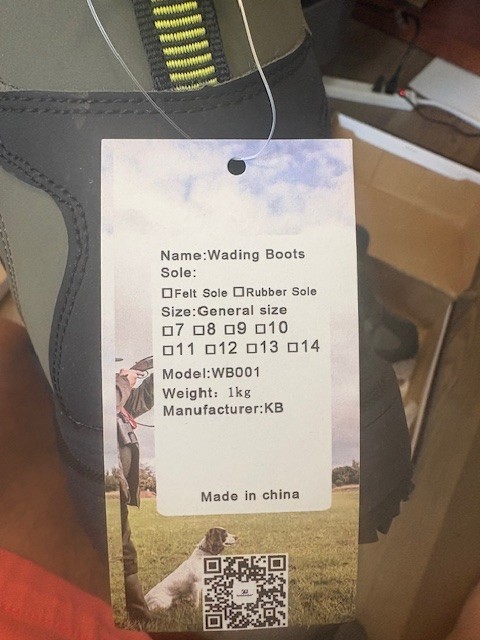 Name:Wading Boots
Sole:
□Felt Sole □Rubber Sole
Size:General size
□7 □8 □9 □10
□11 □12 □13 □14
Model:WB001
Weight: 1kg
Manufacturer:KB
Made in china